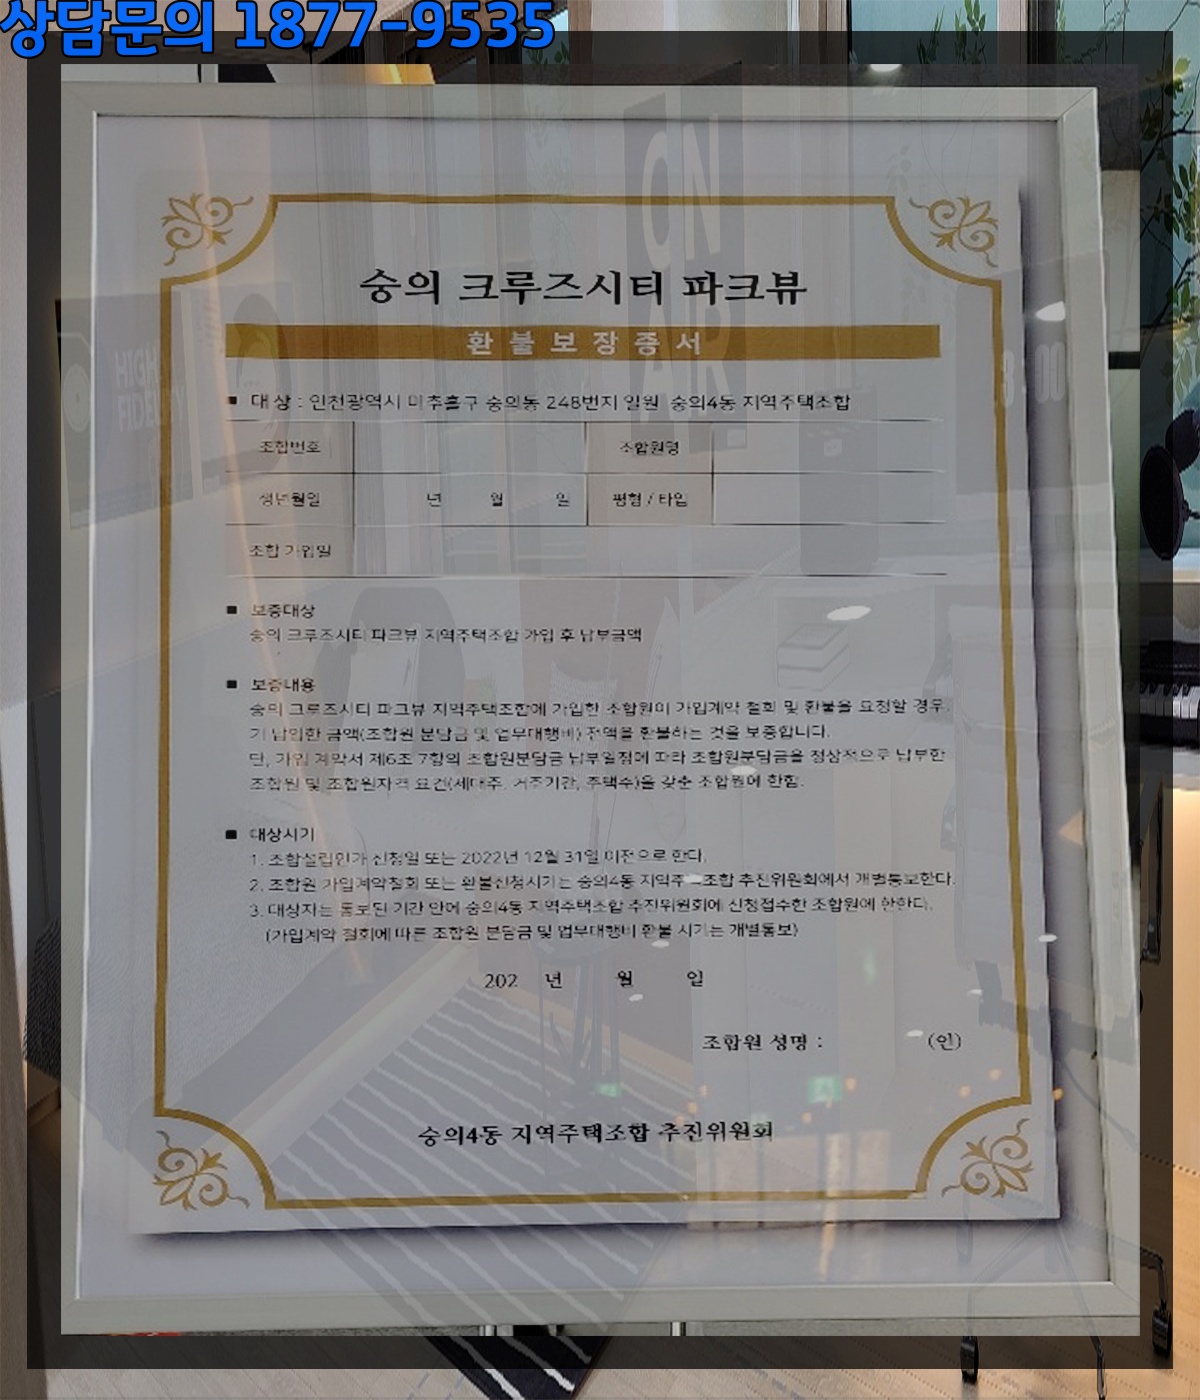 상담문의 1877-9535
숭의 크루즈시티 파크뷰
환불보장증서
■ 대상 : 인천광역시 미추홀구 숭의동 248번지 일원 숭의4동 지역주택조합
조합번호 조합원명
생년월일 년 월 일 평형 / 타입
조합 가입일
■ 보증대상
숭의 크루즈시티 파크뷰 지역주택조합 가입 후 납부금액
■ 보증내용
숭의 크루즈시티 파크뷰 지역주택조합에 가입한 조합원이 가입계약 철회 및 환불을 요청할 경우,
기 납입한 금액(조합원 분담금 및 업무대행비) 전액을 환불하는 것을 보증합니다.
단, 가입 계약서 제6조 7항의 조합원분담금 납부일정에 따라 조합원분담금을 정상적으로 납부한
조합원 및 조합원자격 요건(세대주, 거주기간, 주택수)을 갖춘 조합원에 한함.
■ 대상시기
1. 조합설립인가 신청일 또는 2022년 12월 31일 이전으로 한다.
2. 조합원 가입계약철회 또는 환불신청시기는 숭의4동 지역주택조합 추진위원회에서 개별통보한다.
3. 대상자는 통보된 기간 안에 숭의4동 지역주택조합 추진위원회에 신청접수한 조합원에 한한다.
(가입계약 철회에 따른 조합원 분담금 및 업무대행비 환불 시기는 개별통보)
202 년 월 일
조합원 성명 : (인)
숭의4동 지역주택조합 추진위원회
ON
AIR
HIGH
FIDELITY